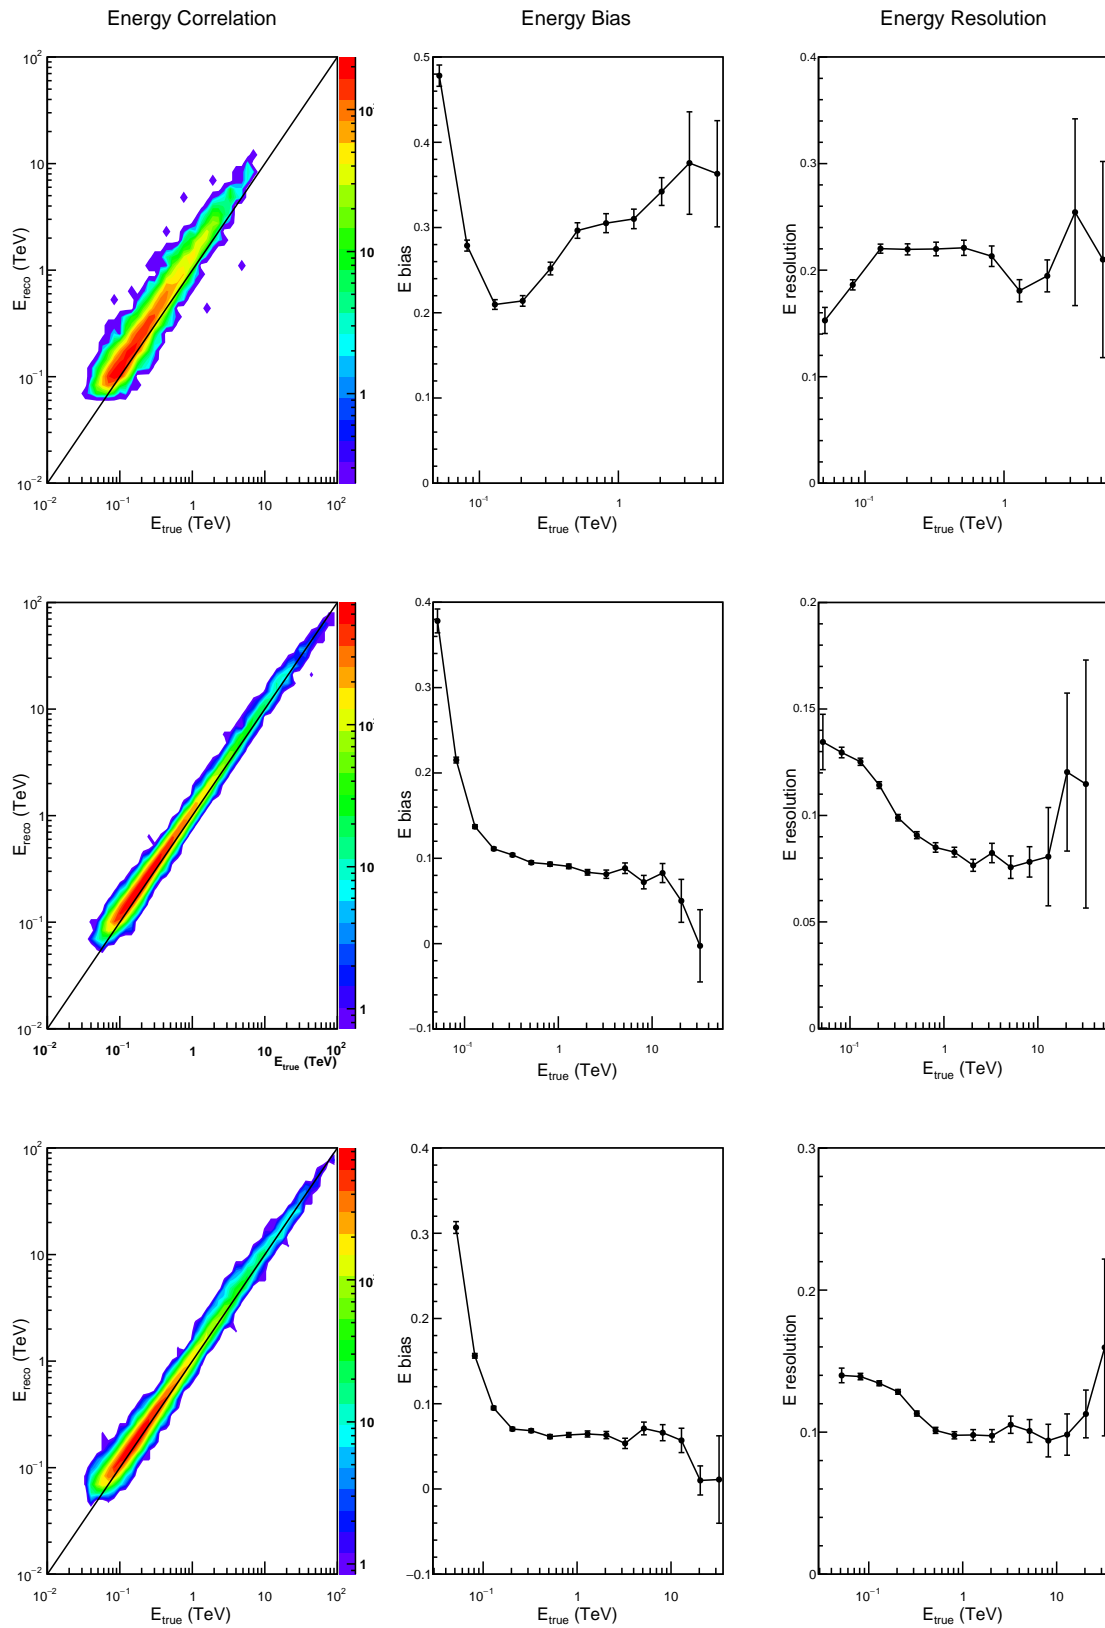 Energy Correlation Energy Bias Energy Resolution
10² 10 1 10⁻¹ 10⁻²
E_reco (TeV)
10⁻² 10⁻¹ 1 10 10²
E_true (TeV)
10² 10 1
0.5 0.4 0.3 0.2 0.1 0
E bias
10⁻¹ 1
E_true (TeV)
0.4 0.3 0.2 0.1 0
E resolution
10⁻¹ 1
E_true (TeV)
10² 10 1 10⁻¹ 10⁻²
E_reco (TeV)
10⁻² 10⁻¹ 1 10 10²
E_true (TeV)
10² 10 1
0.4 0.3 0.2 0.1 0 −0.1
E bias
10⁻¹ 1 10
E_true (TeV)
0.2 0.15 0.1 0.05 0
E resolution
10⁻¹ 1 10
E_true (TeV)
10² 10 1 10⁻¹ 10⁻²
E_reco (TeV)
10⁻² 10⁻¹ 1 10 10²
E_true (TeV)
10² 10 1
0.4 0.3 0.2 0.1 0 −0.1
E bias
10⁻¹ 1 10
E_true (TeV)
0.3 0.2 0.1 0
E resolution
10⁻¹ 1 10
E_true (TeV)